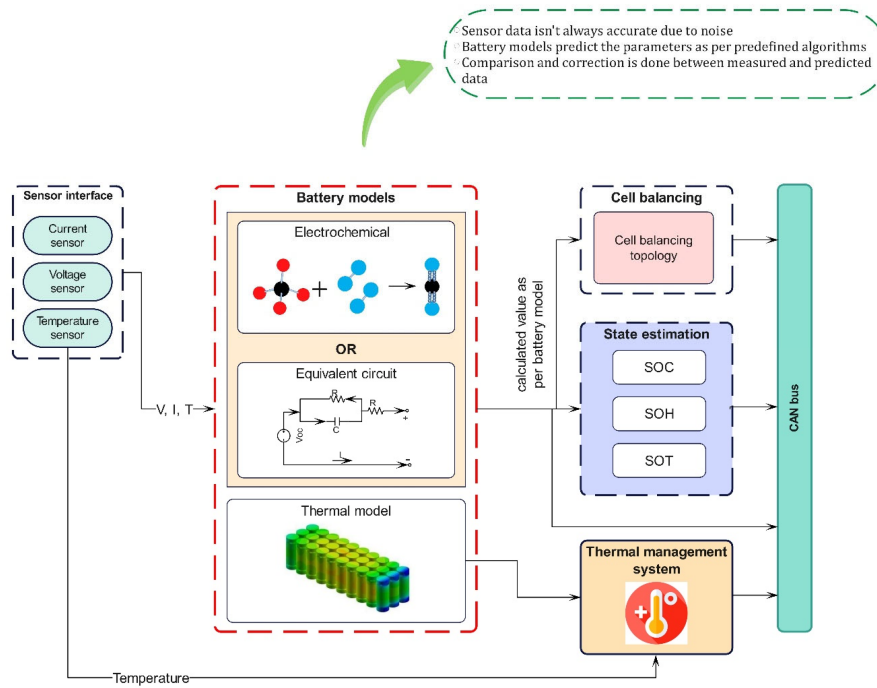 Sensor data isn't always accurate due to noise
Battery models predict the parameters as per predefined algorithms
Comparison and correction is done between measured and predicted
data
Sensor interface
Current
sensor
Voltage
sensor
Temperature
sensor
V, I, T
Temperature
Battery models
Electrochemical
OR
Equivalent circuit
R
R
C
Voc
I
+
-
Thermal model
calculated value as
per battery model
Cell balancing
Cell balancing
topology
State estimation
SOC
SOH
SOT
Thermal management
system
CAN bus